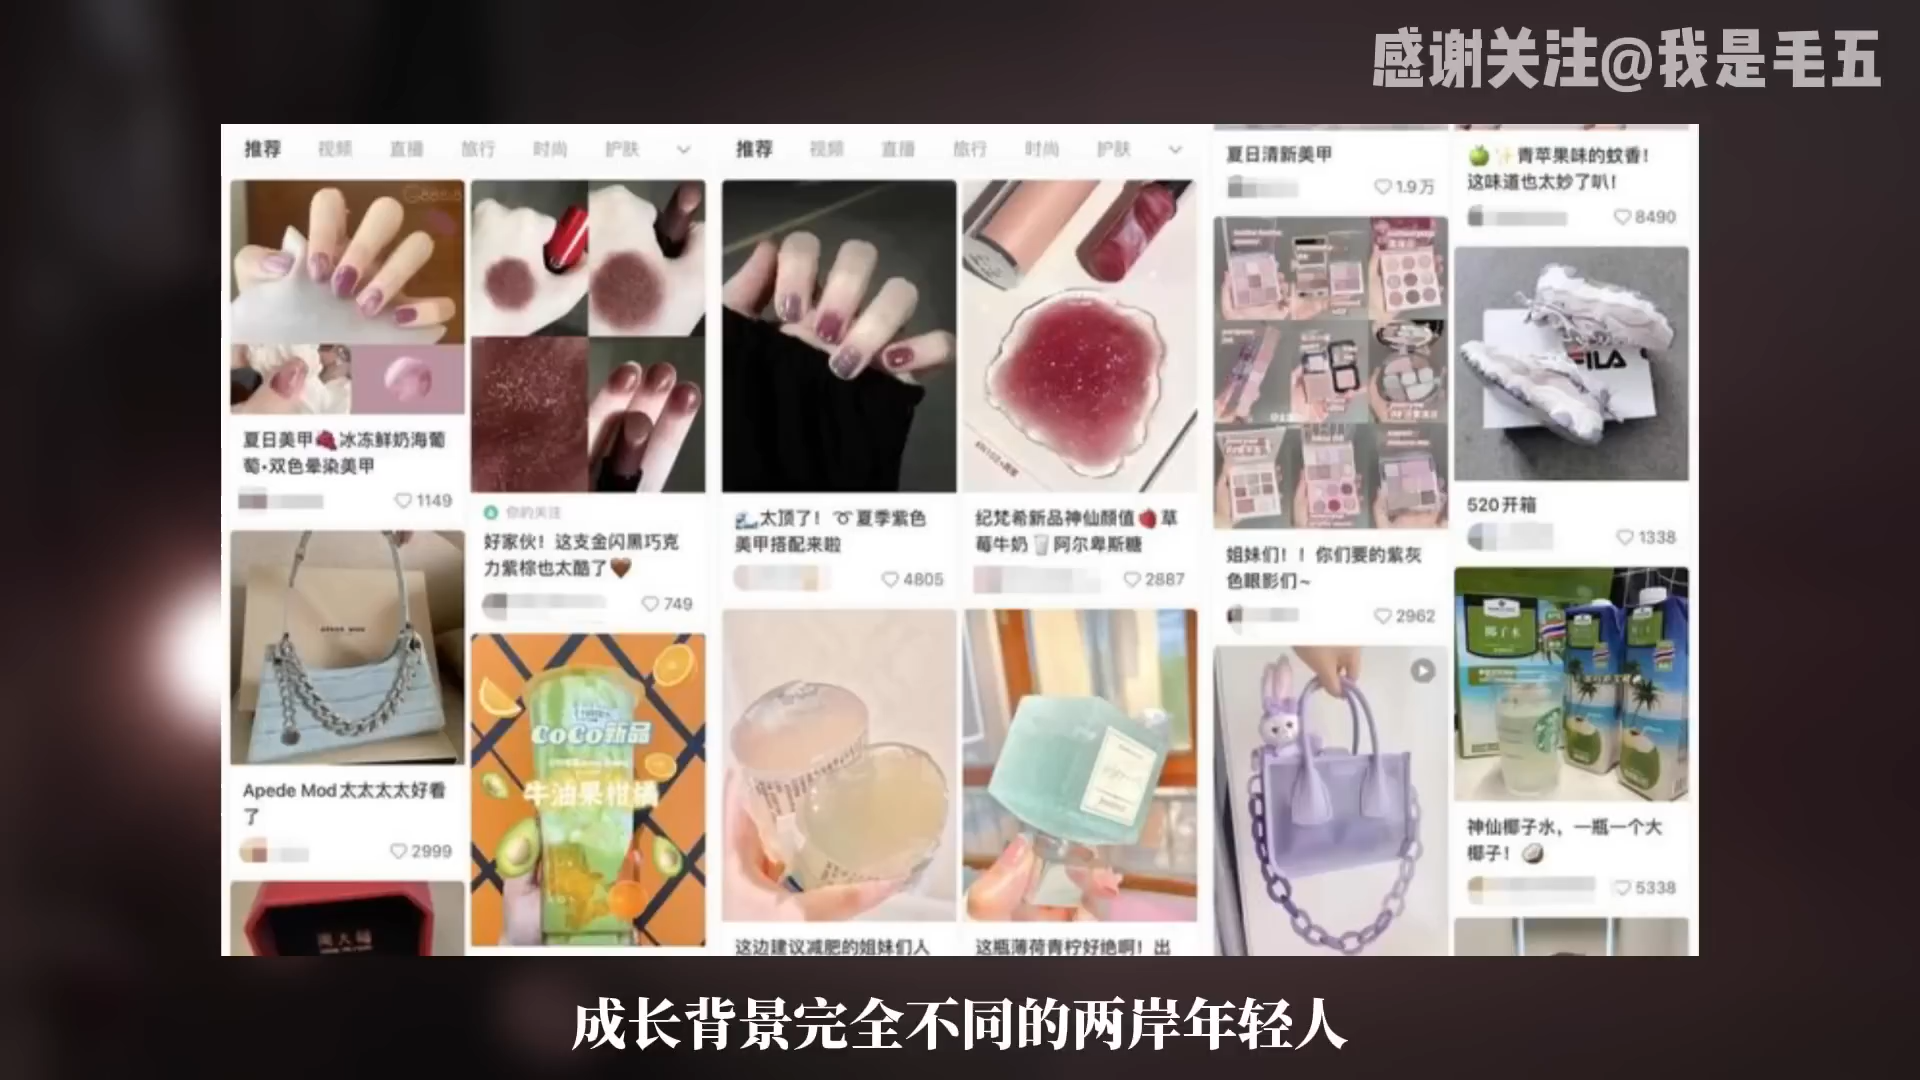 感谢关注@我是毛五
推荐 视频 直播 旅行 时尚 护肤
夏日美甲🍇冰冻鲜奶海葡
萄·双色晕染美甲
1149
Apede Mod太太太太好看
了
2999
你的关注
好家伙！这支金闪黑巧克
力紫棕也太酷了🤎
749
CoCo新品
牛油果柑橘
推荐 视频 直播 旅行 时尚 护肤
🌊太顶了！➰夏季紫色
美甲搭配来啦
4805
这边建议减肥的姐妹们人
纪梵希新品神仙颜值🍓草
莓牛奶🥛阿尔卑斯糖
2887
这瓶薄荷青柠好绝啊！出
夏日清新美甲
1.9万
姐妹们！！你们要的紫灰
色眼影们~
2962
🍏✨青苹果味的蚊香！
这味道也太妙了叭！
8490
FILA
520开箱
1338
椰子水
神仙椰子水，一瓶一个大
椰子！🥥
5338
成长背景完全不同的两岸年轻人